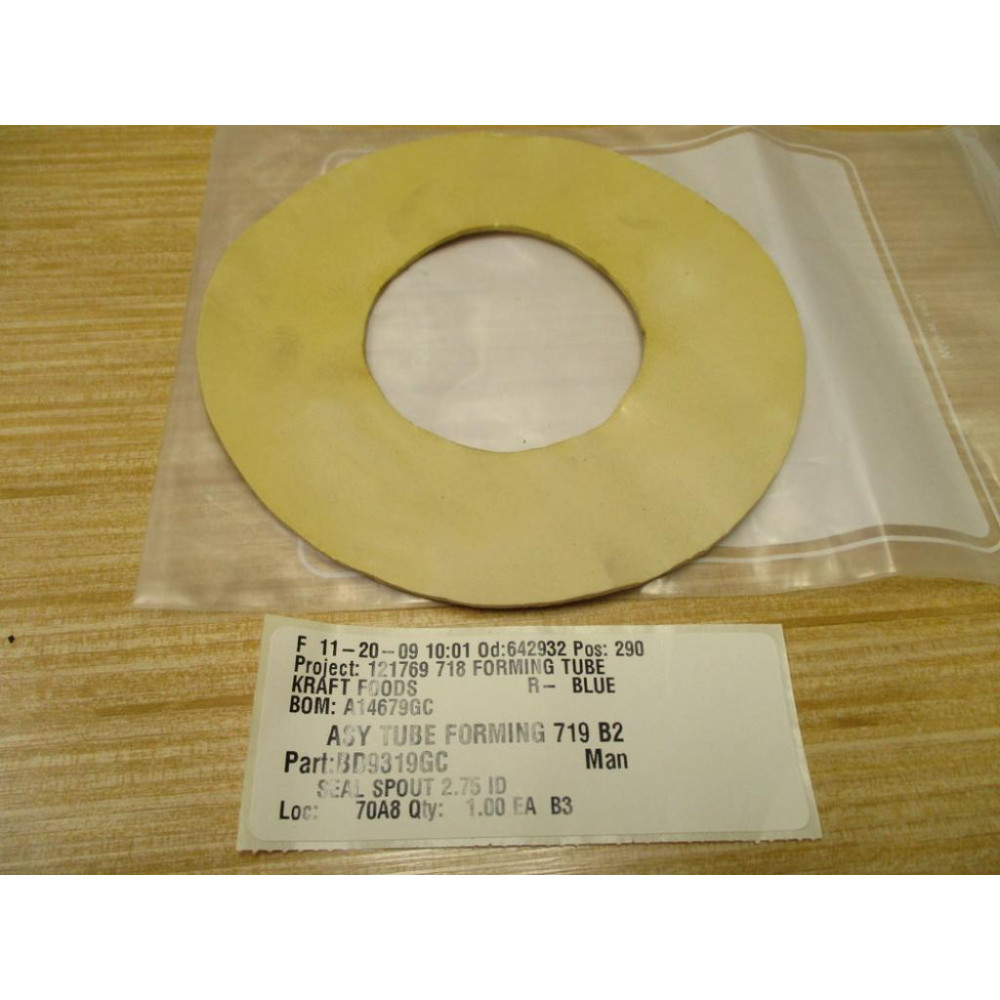 F 11-20-09 10:01 Od:642932 Pos: 290
Project: 121769 718 FORMING TUBE
KRAFT FOODS R- BLUE
BOM: A14679GC
ASY TUBE FORMING 719 B2
Part:BD9319GC Man
SEAL SPOUT 2.75 ID
Loc: 70A8 Qty: 1.00 EA B3